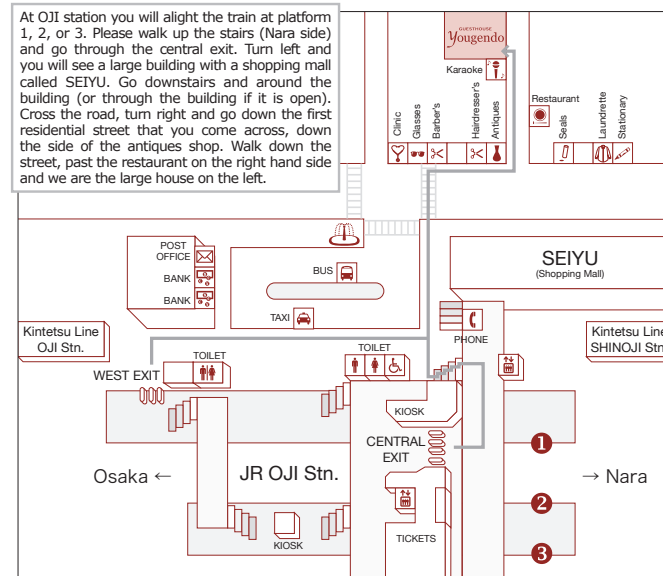 At OJI station you will alight the train at platform
1, 2, or 3. Please walk up the stairs (Nara side)
and go through the central exit. Turn left and
you will see a large building with a shopping mall
called SEIYU. Go downstairs and around the
building (or through the building if it is open).
Cross the road, turn right and go down the first
residential street that you come across, down
the side of the antiques shop. Walk down the
street, past the restaurant on the right hand side
and we are the large house on the left.
GUESTHOUSE
Yougendo
Karaoke
Clinic
Glasses
Barber's
Hairdresser's
Antiques
Restaurant
Seals
Laundrette
Stationary
POST
OFFICE
BANK
BANK
BUS
TAXI
SEIYU
(Shopping Mall)
PHONE
Kintetsu Line
OJI Stn.
Kintetsu Line
SHINOJI Stn
TOILET
WEST EXIT
TOILET
KIOSK
CENTRAL
EXIT
1
Osaka ←
JR OJI Stn.
→ Nara
2
KIOSK
TICKETS
3